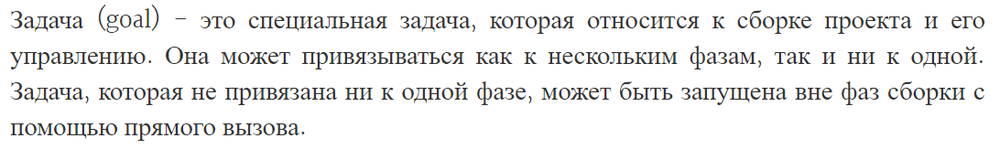 Задача (goal) – это специальная задача, которая относится к сборке проекта и его
управлению. Она может привязываться как к нескольким фазам, так и ни к одной.
Задача, которая не привязана ни к одной фазе, может быть запущена вне фаз сборки с
помощью прямого вызова.